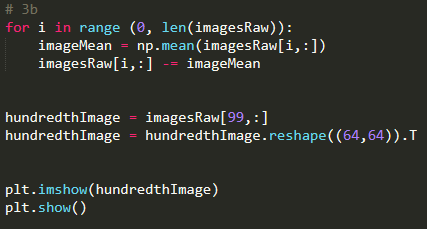 # 3b
for i in range (0, len(imagesRaw)):
    imageMean = np.mean(imagesRaw[i,:])
    imagesRaw[i,:] -= imageMean
hundredthImage = imagesRaw[99,:]
hundredthImage = hundredthImage.reshape((64,64)).T
plt.imshow(hundredthImage)
plt.show()